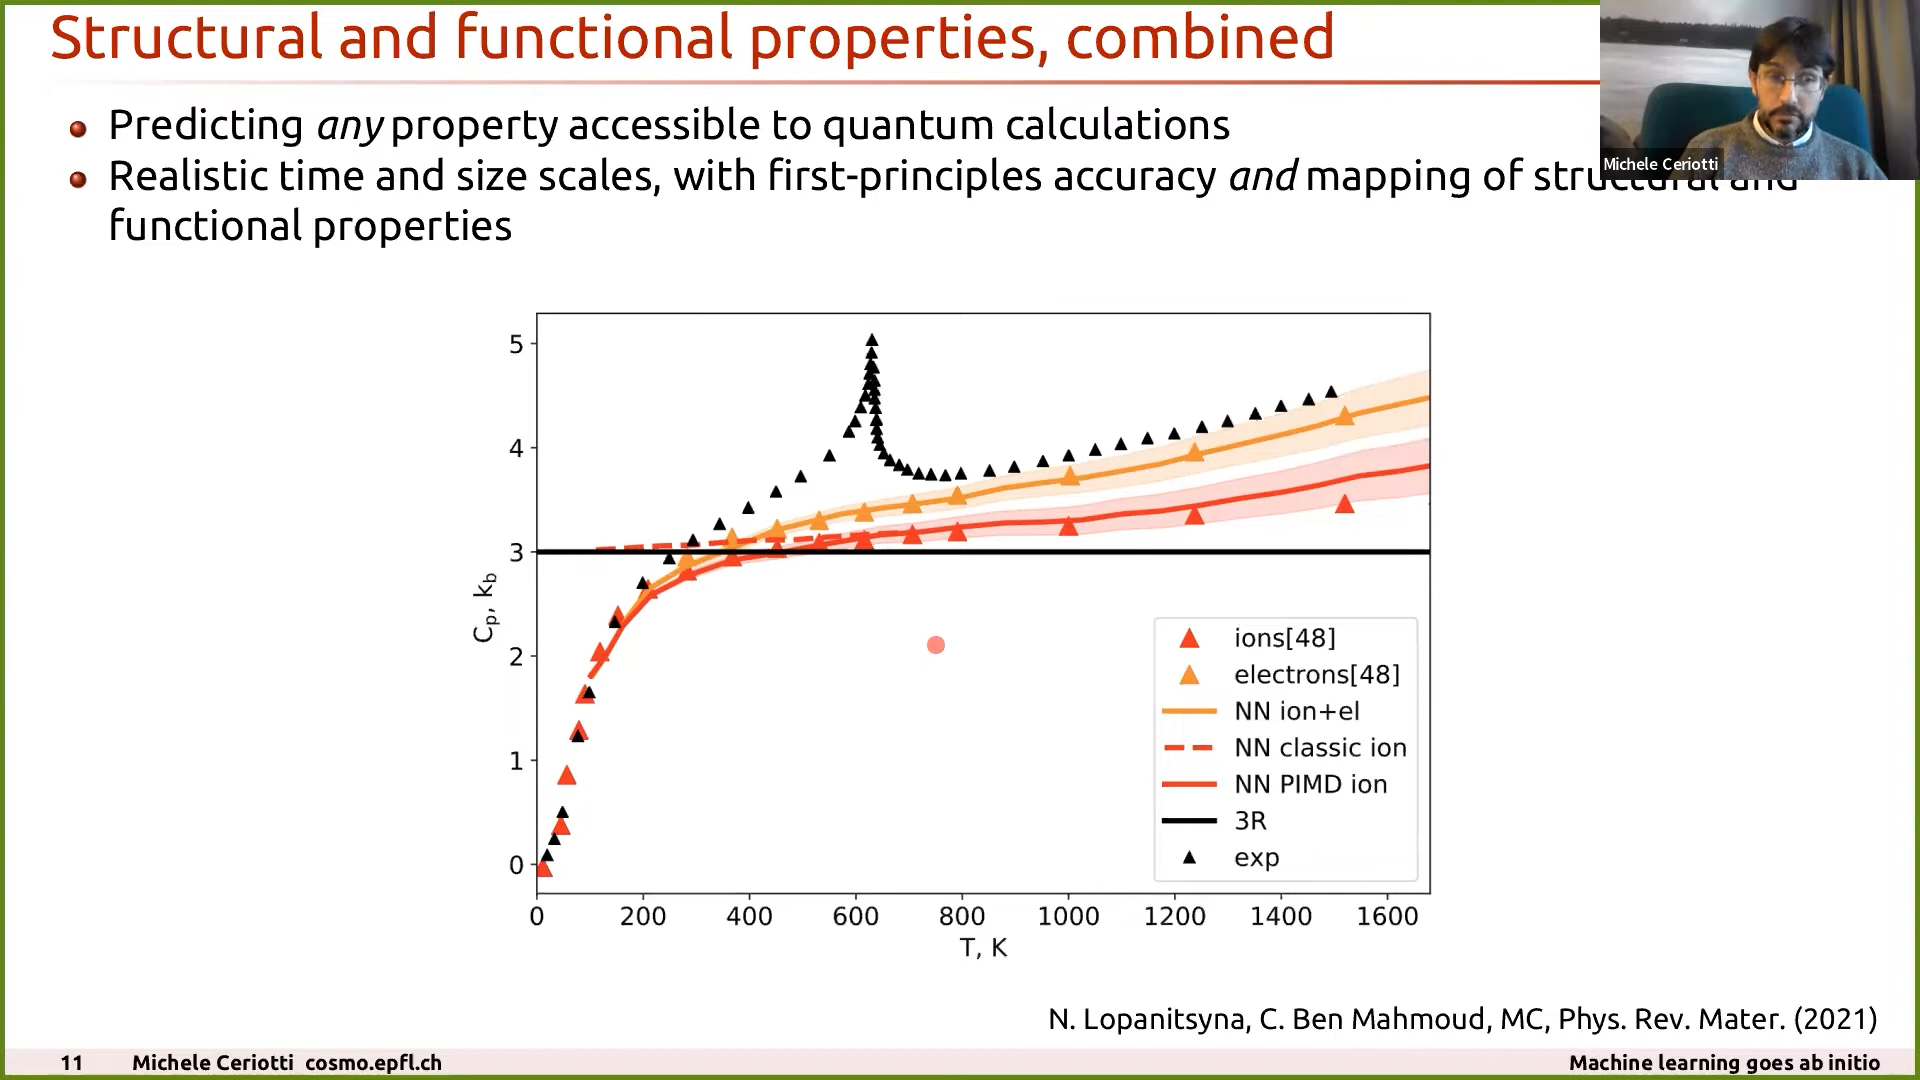 Structural and functional properties, combined
Michele Ceriotti
Predicting any property accessible to quantum calculations
Realistic time and size scales, with first-principles accuracy and mapping of structural and
functional properties
5
4
3
2
1
0
Cp, kb
0 200 400 600 800 1000 1200 1400 1600
T, K
ions[48]
electrons[48]
NN ion+el
NN classic ion
NN PIMD ion
3R
exp
N. Lopanitsyna, C. Ben Mahmoud, MC, Phys. Rev. Mater. (2021)
11 Michele Ceriotti cosmo.epfl.ch Machine learning goes ab initio